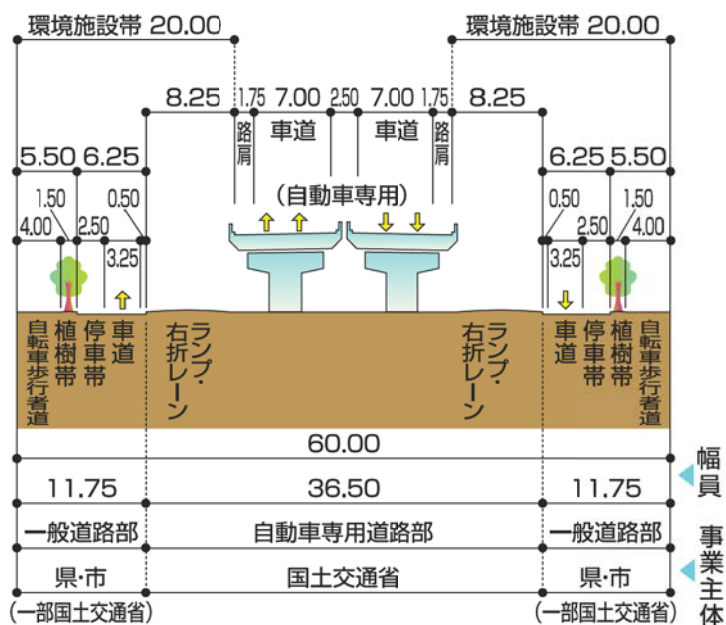 環境施設帯 20.00
環境施設帯 20.00
8.25
1.75
7.00
2.50
7.00
1.75
8.25
路肩
車道
車道
路肩
5.50
6.25
6.25
5.50
(自動車専用)
1.50
0.50
0.50
1.50
4.00
2.50
2.50
4.00
3.25
3.25
自転車歩行者道
植樹帯
停車帯
車道
ランプ・
右折レーン
ランプ・
右折レーン
車道
停車帯
植樹帯
自転車歩行者道
60.00
幅員
11.75
36.50
11.75
一般道路部
自動車専用道路部
一般道路部
事業主体
県・市
国土交通省
県・市
(一部国土交通省)
(一部国土交通省)